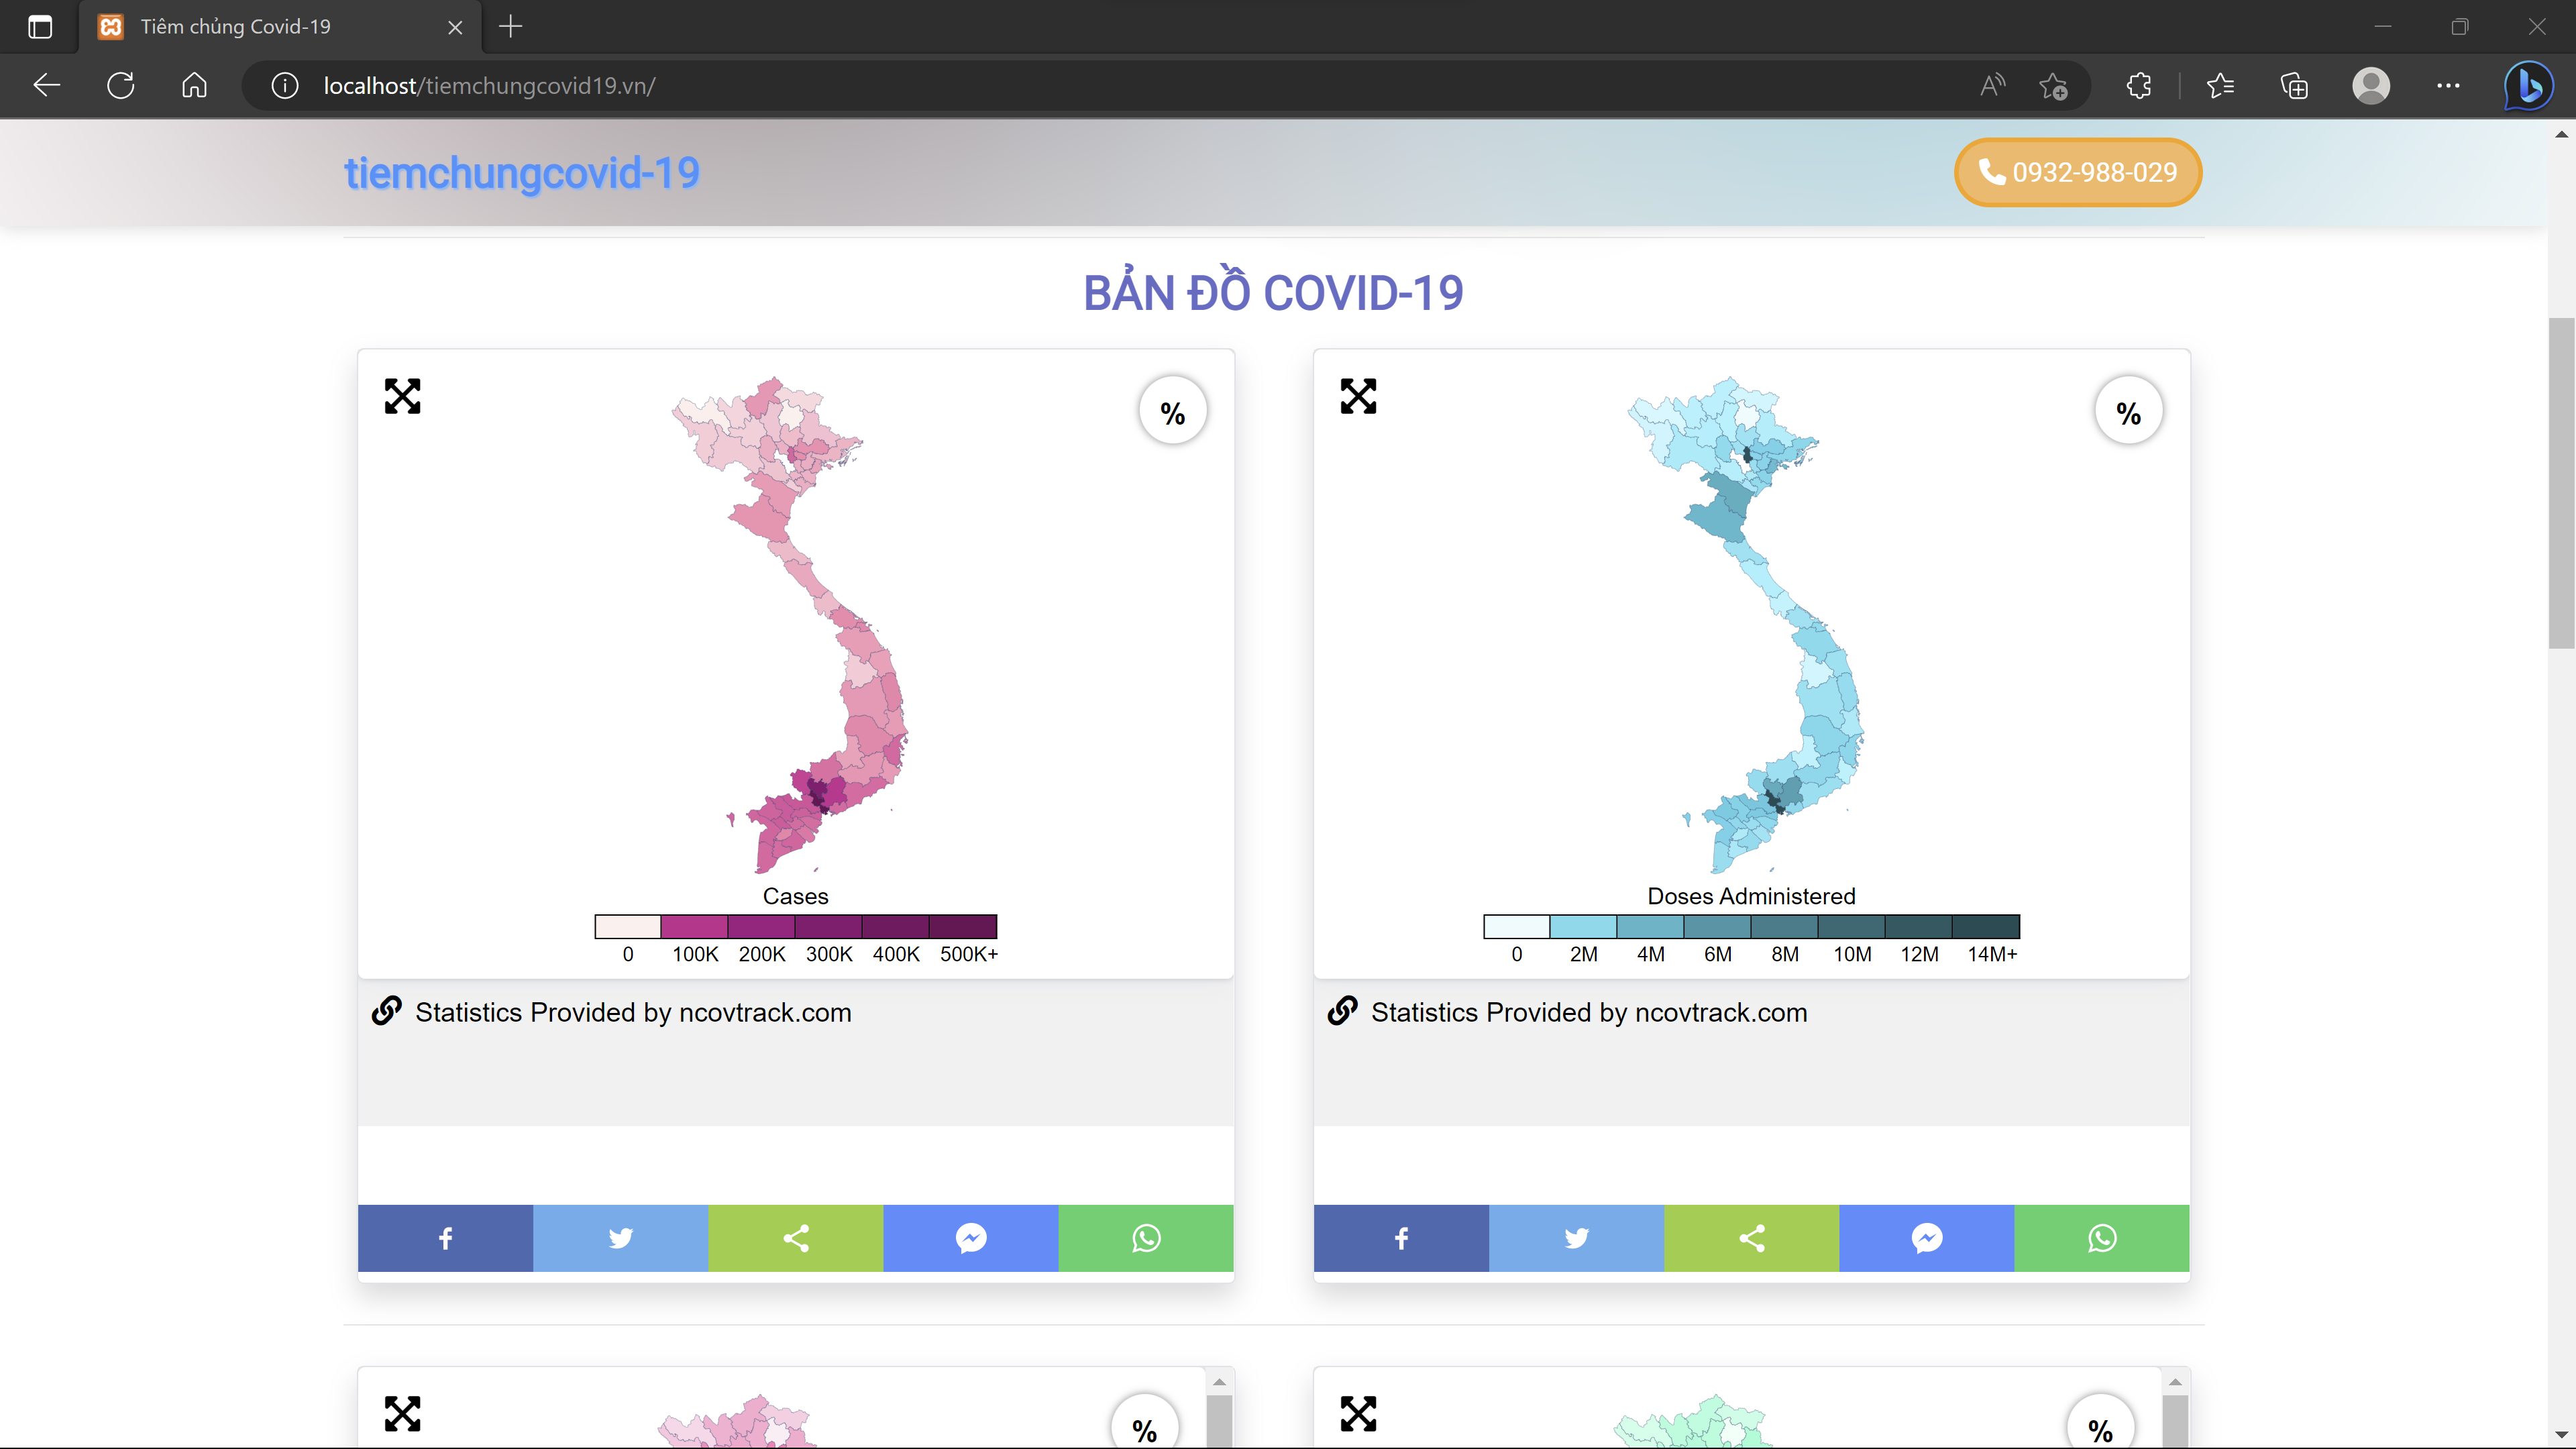 Tiêm chủng Covid-19
localhost/tiemchungcovid19.vn/
tiemchungcovid-19
0932-988-029
BẢN ĐỒ COVID-19
%
%
Cases
0 100K 200K 300K 400K 500K+
Doses Administered
0 2M 4M 6M 8M 10M 12M 14M+
Statistics Provided by ncovtrack.com
Statistics Provided by ncovtrack.com
%
%